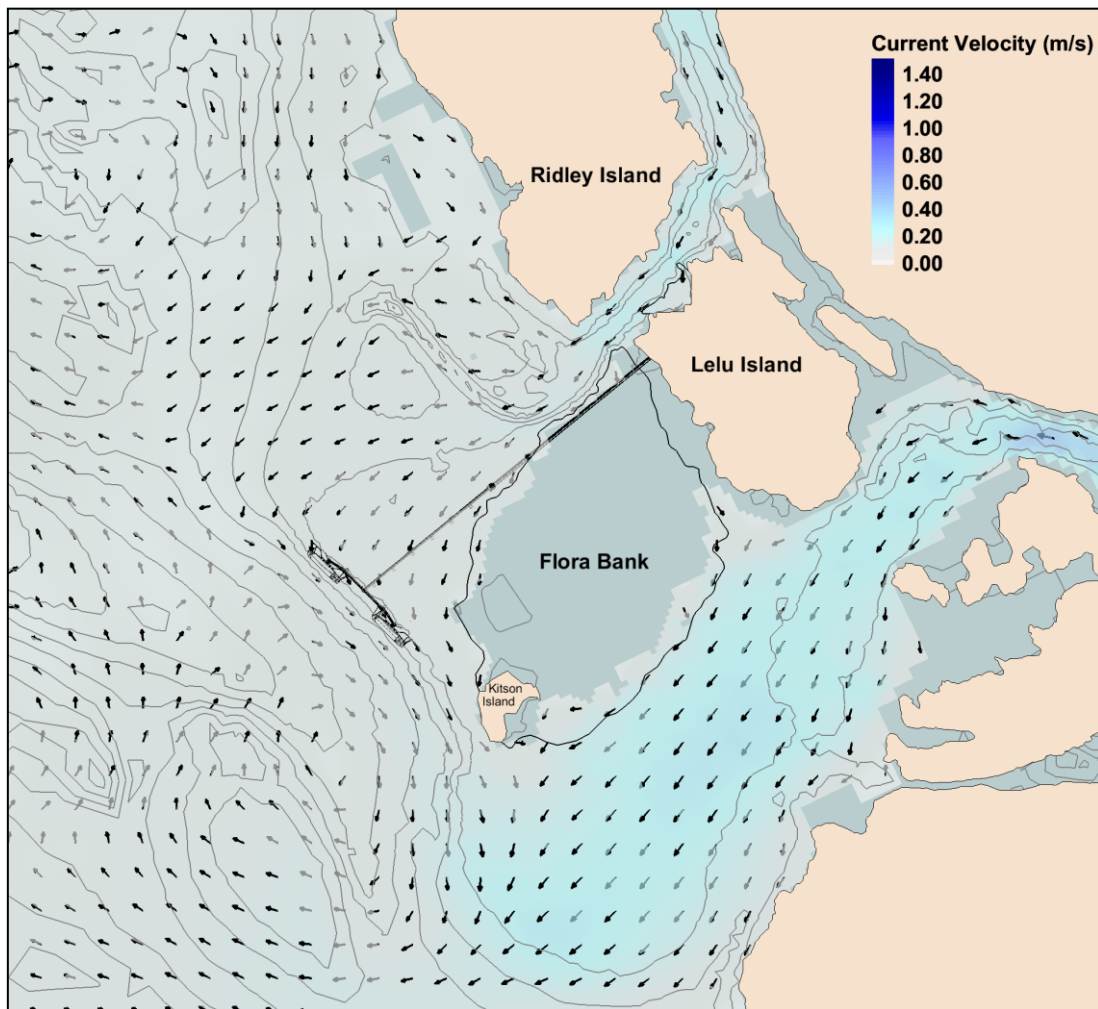 Current Velocity (m/s)
1.40
1.20
1.00
0.80
0.60
0.40
0.20
0.00
Ridley Island
Lelu Island
Flora Bank
Kitson
Island